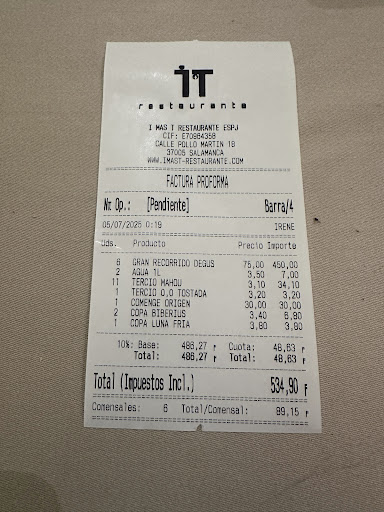 i+T
restaurante
I MAS T RESTAURANTE ESPJ
CIF: E70984358
CALLE POLLO MARTIN 18
37005 SALAMANCA
WWW.IMAST-RESTAURANTE.COM
FACTURA PROFORMA
Nº Op.: [Pendiente] Barra/4
05/07/2025 0:19 IRENE
Uds. Producto Precio Importe
6 GRAN RECORRIDO DEGUS 75,00 450,00
2 AGUA 1L 3,50 7,00
11 TERCIO MAHOU 3,10 34,10
1 TERCIO 0,0 TOSTADA 3,20 3,20
1 COMENGE ORIGEN 30,00 30,00
2 COPA BIBERIUS 3,40 6,80
1 COPA LUNA FRIA 3,80 3,80
10%: Base: 486,27 Cuota: 48,63
Total: 486,27 Total: 48,63
Total (Impuestos Incl.) 534,90
Comensales: 6 Total/Comensal: 89,15